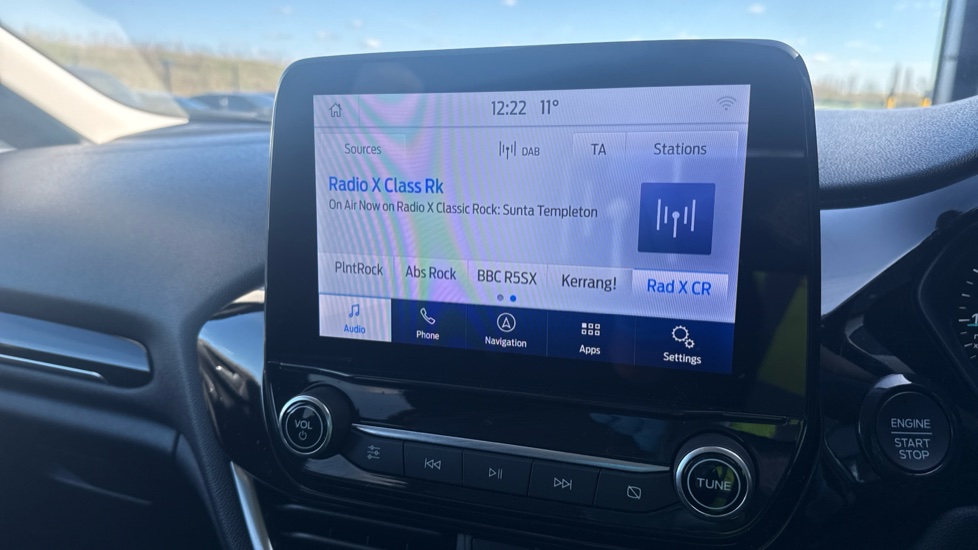 12:22 11°
Sources DAB TA Stations
Radio X Class Rk
On Air Now on Radio X Classic Rock: Sunta Templeton
PlntRock Abs Rock BBC R5SX Kerrang! Rad X CR
Audio Phone Navigation Apps Settings
VOL
TUNE
ENGINE
START
STOP